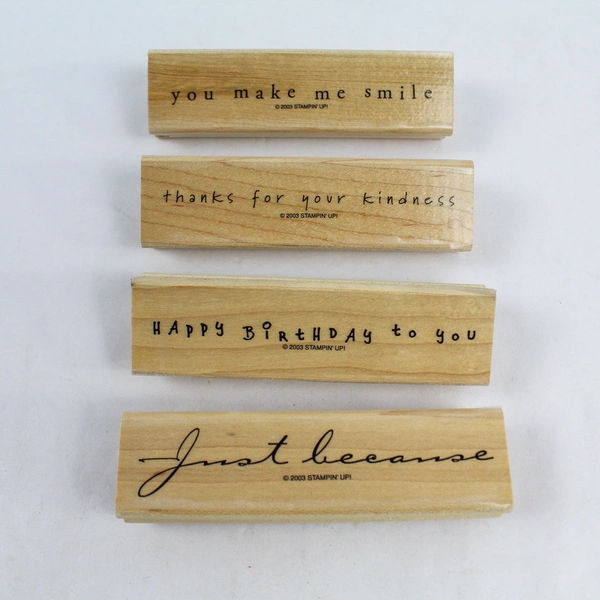 you make me smile
© 2003 STAMPIN' UP!
thanks for your kindness
© 2003 STAMPIN' UP!
HAppy BiRtHDAy to you
© 2003 STAMPIN' UP!
Just because
© 2003 STAMPIN' UP!